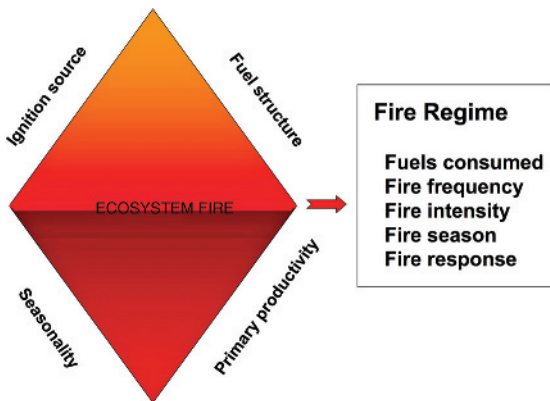 Ignition source
Fuel structure
ECOSYSTEM FIRE
Seasonality
Primary productivity
Fire Regime
Fuels consumed
Fire frequency
Fire intensity
Fire season
Fire response